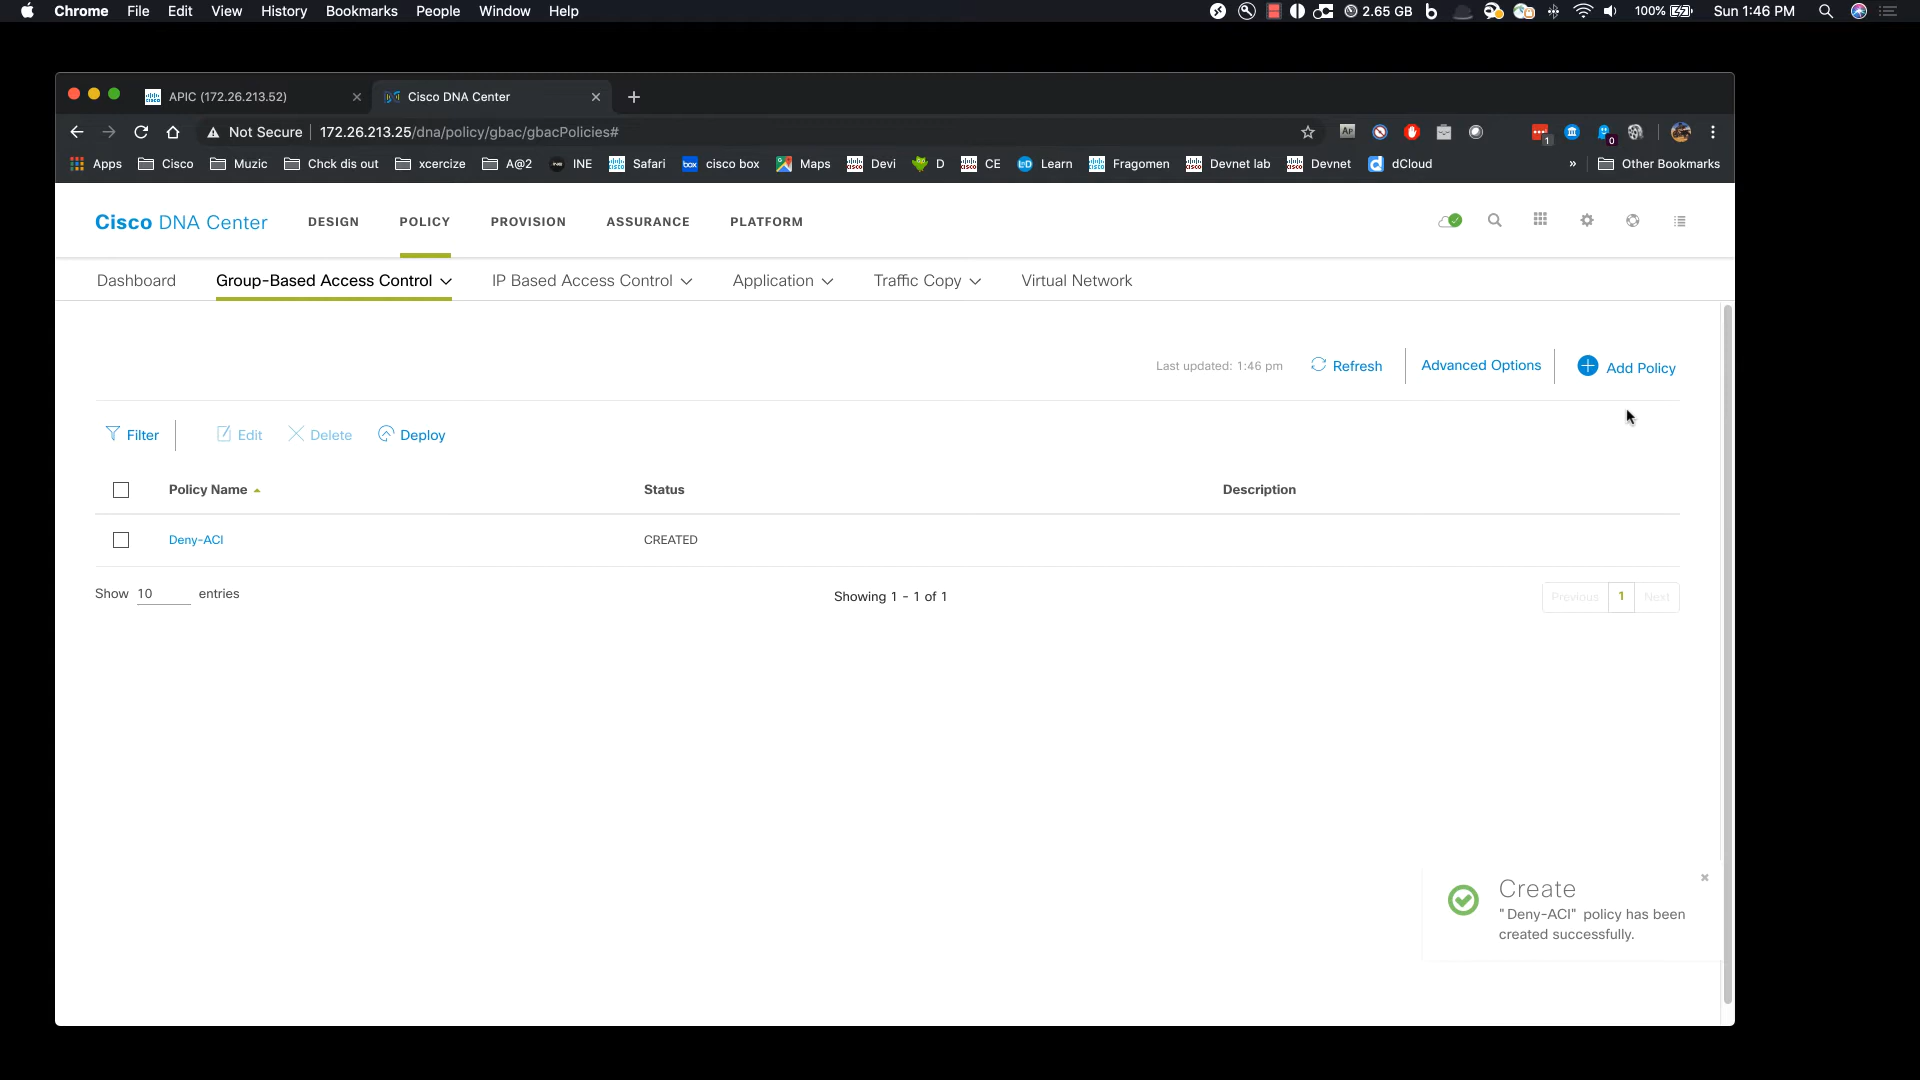 Chrome File Edit View History Bookmarks People Window Help 2.65 GB 100% Sun 1:46 PM
APIC (172.26.213.52) Cisco DNA Center
Not Secure 172.26.213.25/dna/policy/gbac/gbacPolicies#
Apps Cisco Muzic Chck dis out xcercize A@2 INE Safari cisco box Maps Devi D CE Learn Fragomen Devnet lab Devnet dCloud » Other Bookmarks
Cisco DNA Center DESIGN POLICY PROVISION ASSURANCE PLATFORM
Dashboard Group-Based Access Control IP Based Access Control Application Traffic Copy Virtual Network
Last updated: 1:46 pm Refresh Advanced Options Add Policy
Filter Edit Delete Deploy
Policy Name Status Description
Deny-ACI CREATED
Show 10 entries Showing 1 - 1 of 1 Previous 1 Next
Create
"Deny-ACI" policy has been
created successfully.